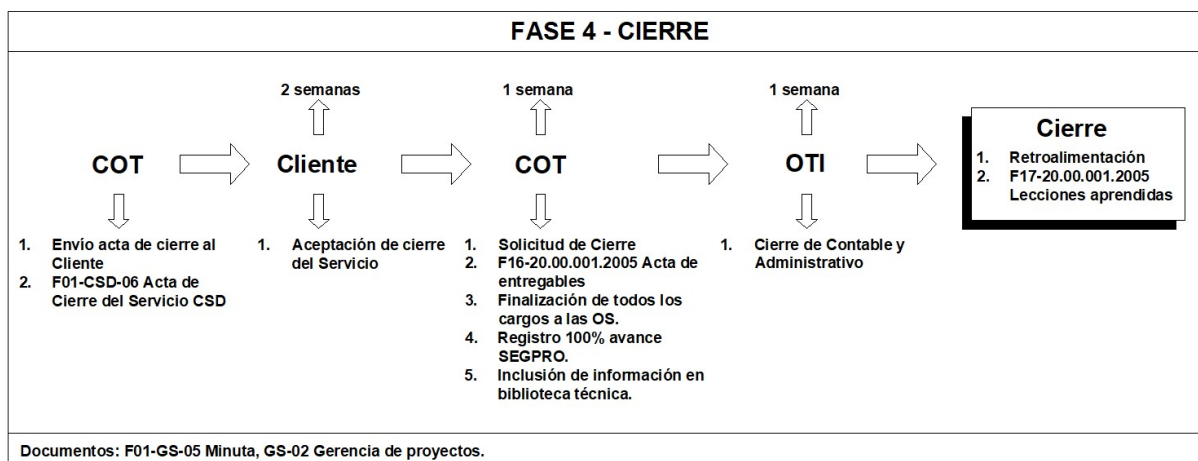 FASE 4 - CIERRE
2 semanas
1 semana
1 semana
COT
Cliente
COT
OTI
Cierre
1. Retroalimentación
2. F17-20.00.001.2005
Lecciones aprendidas
1. Envío acta de cierre al
Cliente
2. F01-CSD-06 Acta de
Cierre del Servicio CSD
1. Aceptación de cierre
del Servicio
1. Solicitud de Cierre
2. F16-20.00.001.2005 Acta de
entregables
3. Finalización de todos los
cargos a las OS.
4. Registro 100% avance
SEGPRO.
5. Inclusión de información en
biblioteca técnica.
1. Cierre de Contable y
Administrativo
Documentos: F01-GS-05 Minuta, GS-02 Gerencia de proyectos.